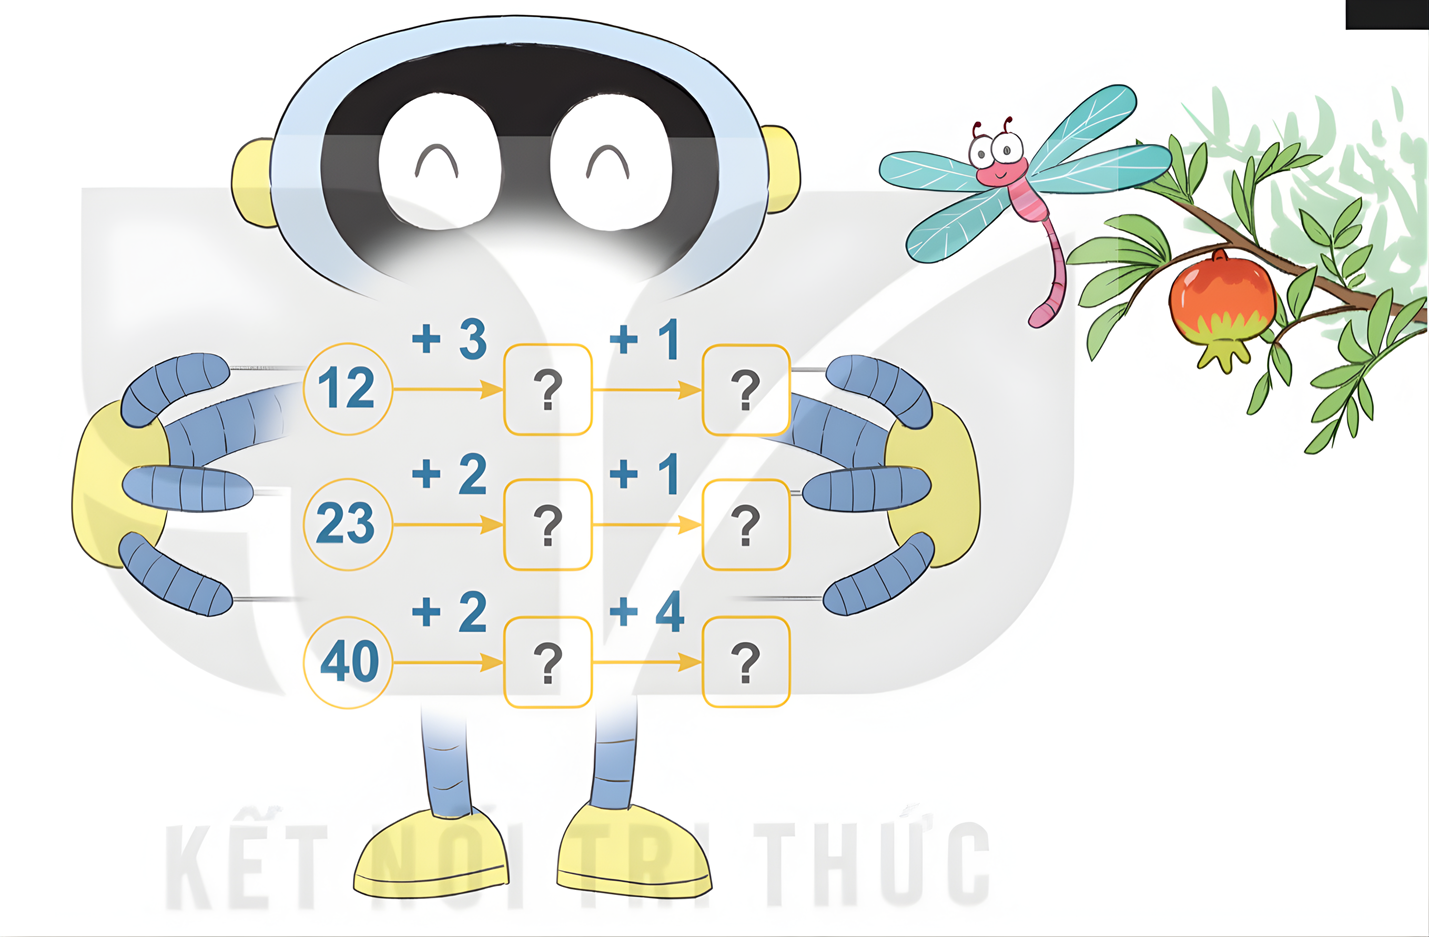 + 3 + 1
12 ? ?
+ 2 + 1
23 ? ?
+ 2 + 4
40 ? ?
KẾT NỐI TRI THỨC